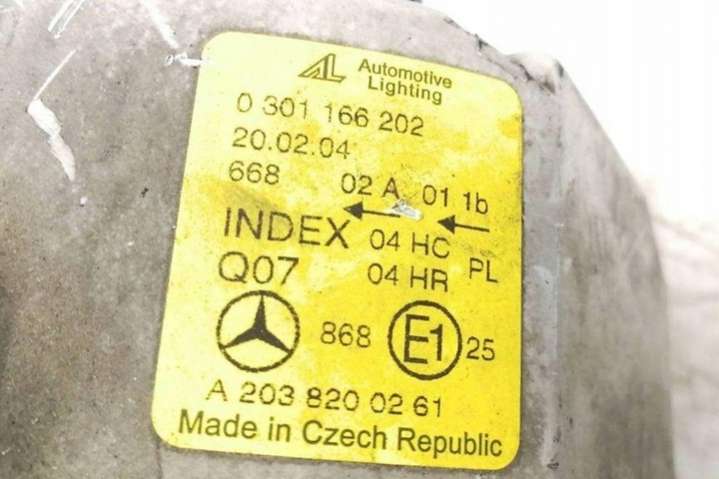 AL Automotive
Lighting
0 301 166 202
20.02.04
668 02 A 01 1b
INDEX 04 HC PL
Q07 04 HR
868 E1 25
A 203 820 02 61
Made in Czech Republic